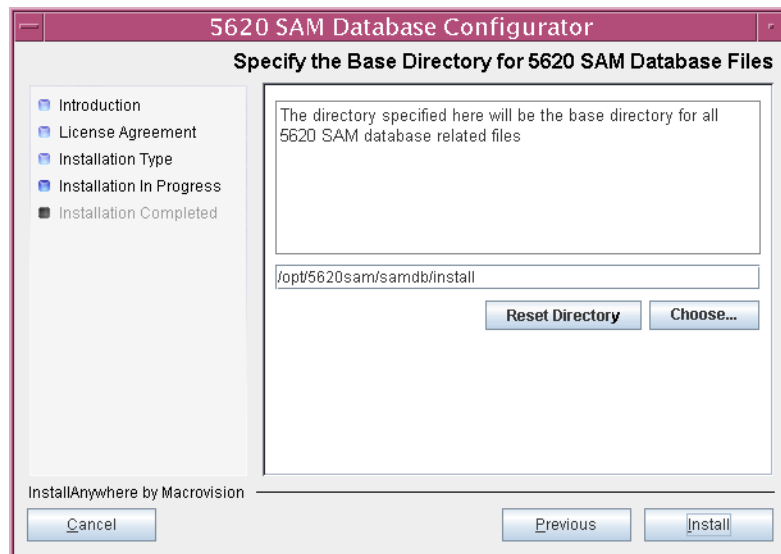 5620 SAM Database Configurator
Specify the Base Directory for 5620 SAM Database Files
Introduction
License Agreement
Installation Type
Installation In Progress
Installation Completed
The directory specified here will be the base directory for all
5620 SAM database related files
/opt/5620sam/samdb/install
Reset Directory
Choose...
InstallAnywhere by Macrovision
Cancel
Previous
Install